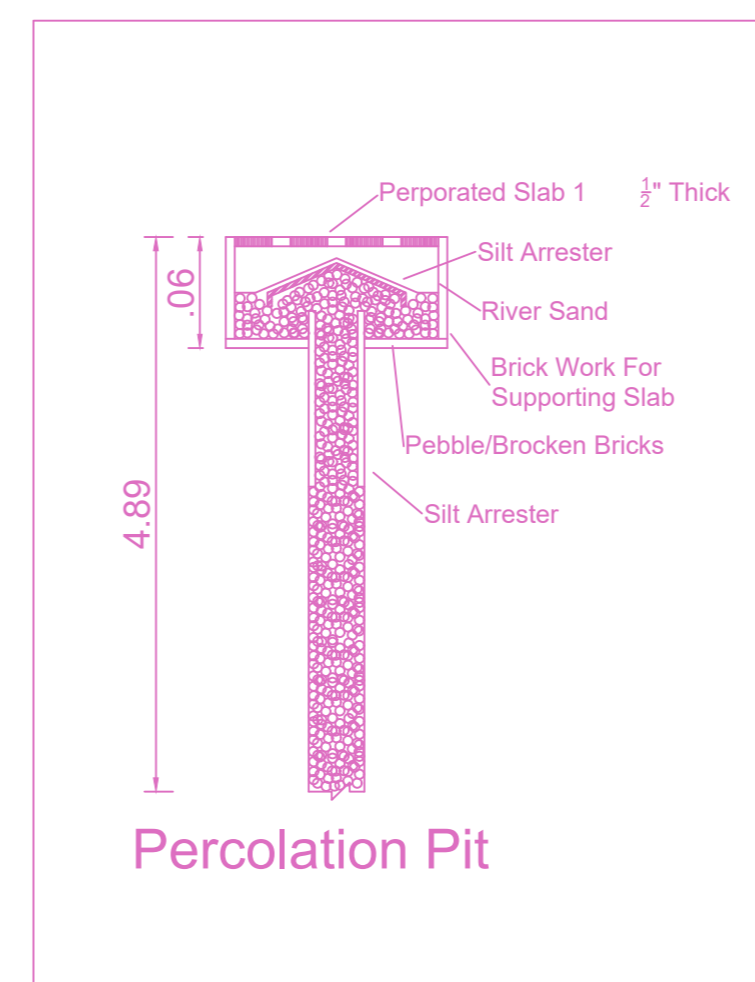 Perporated Slab 1 ½" Thick
Silt Arrester
.06
River Sand
Brick Work For
Supporting Slab
Pebble/Brocken Bricks
4.89
Silt Arrester
Percolation Pit